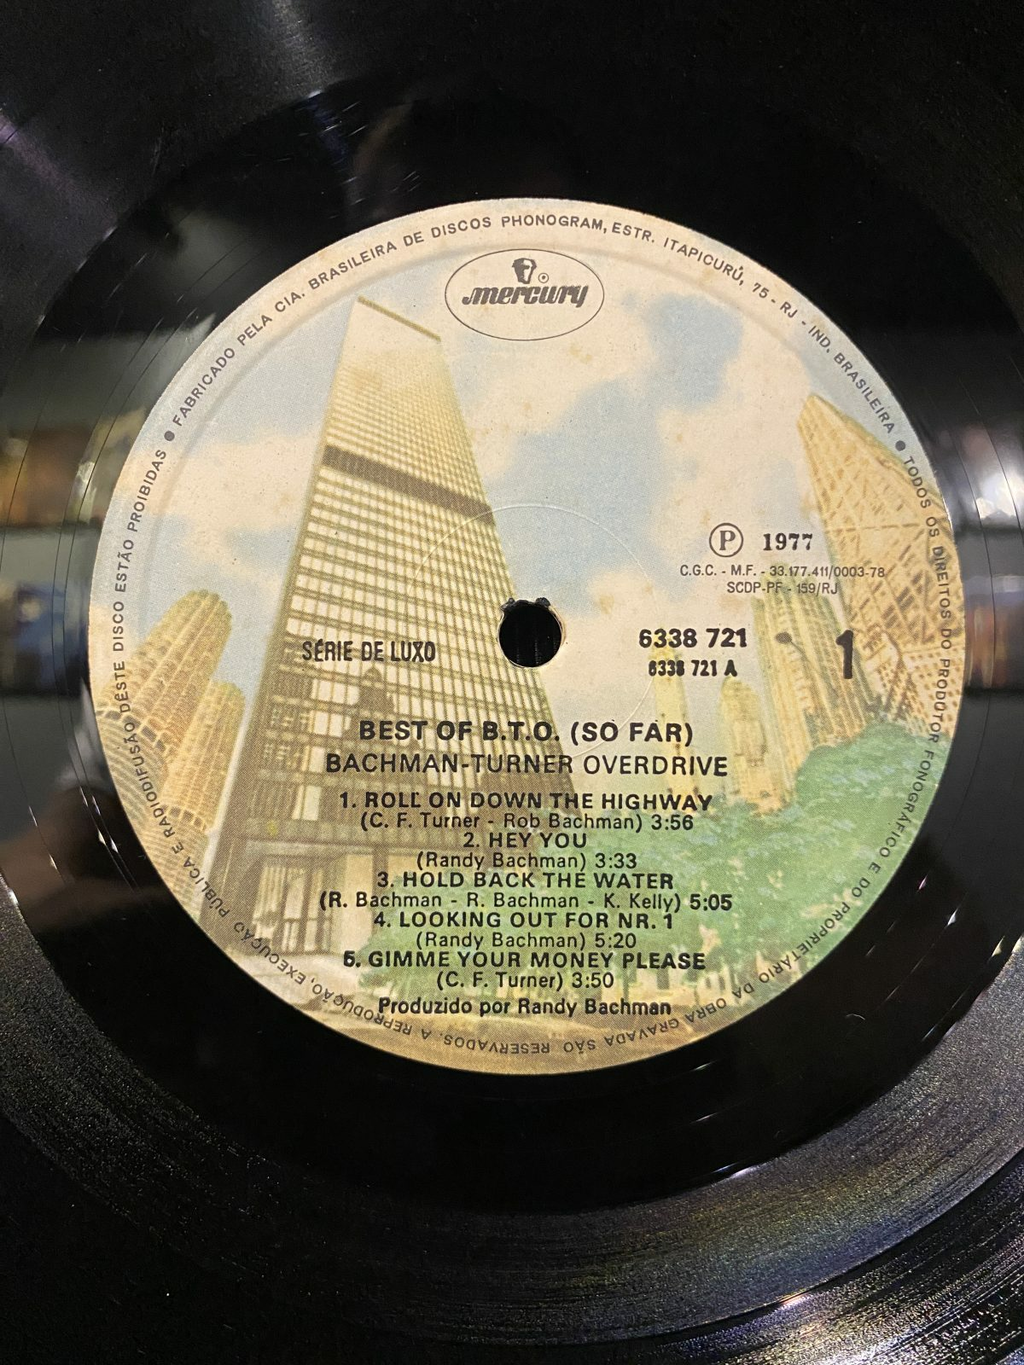 ● FABRICADO PELA CIA. BRASILEIRA DE DISCOS PHONOGRAM, ESTR. ITAPICURÚ, 75 - RJ - IND. BRASILEIRA ● TODOS OS DIREITOS DO PRODUTOR FONOGRÁFICO E DO PROPRIETÁRIO DA OBRA GRAVADA SÃO RESERVADOS. A REPRODUÇÃO, EXECUÇÃO PÚBLICA E RADIODIFUSÃO DESTE DISCO ESTÃO PROIBIDAS
mercury ®
Ⓟ 1977
C.G.C. - M.F. - 33.177.411/0003-78
SCDP-PF - 159/RJ
SÉRIE DE LUXO
6338 721
6338 721 A
1
BEST OF B.T.O. (SO FAR)
BACHMAN-TURNER OVERDRIVE
1. ROLL ON DOWN THE HIGHWAY
(C. F. Turner - Rob Bachman) 3:56
2. HEY YOU
(Randy Bachman) 3:33
3. HOLD BACK THE WATER
(R. Bachman - R. Bachman - K. Kelly) 5:05
4. LOOKING OUT FOR NR. 1
(Randy Bachman) 5:20
5. GIMME YOUR MONEY PLEASE
(C. F. Turner) 3:50
Produzido por Randy Bachman